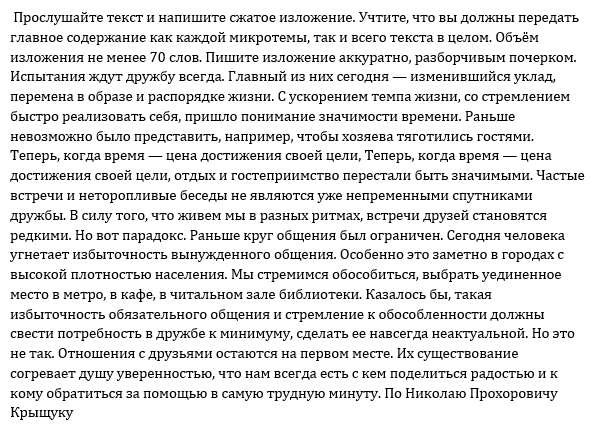 Прослушайте текст и напишите сжатое изложение. Учтите, что вы должны передать
главное содержание как каждой микротемы, так и всего текста в целом. Объём
изложения не менее 70 слов. Пишите изложение аккуратно, разборчивым почерком.
Испытания ждут дружбу всегда. Главный из них сегодня — изменившийся уклад,
перемена в образе и распорядке жизни. С ускорением темпа жизни, со стремлением
быстро реализовать себя, пришло понимание значимости времени. Раньше
невозможно было представить, например, чтобы хозяева тяготились гостями.
Теперь, когда время — цена достижения своей цели, Теперь, когда время — цена
достижения своей цели, отдых и гостеприимство перестали быть значимыми. Частые
встречи и неторопливые беседы не являются уже непременными спутниками
дружбы. В силу того, что живем мы в разных ритмах, встречи друзей становятся
редкими. Но вот парадокс. Раньше круг общения был ограничен. Сегодня человека
угнетает избыточность вынужденного общения. Особенно это заметно в городах с
высокой плотностью населения. Мы стремимся обособиться, выбрать уединенное
место в метро, в кафе, в читальном зале библиотеки. Казалось бы, такая
избыточность обязательного общения и стремление к обособленности должны
свести потребность в дружбе к минимуму, сделать ее навсегда неактуальной. Но это
не так. Отношения с друзьями остаются на первом месте. Их существование
согревает душу уверенностью, что нам всегда есть с кем поделиться радостью и к
кому обратиться за помощью в самую трудную минуту. По Николаю Прохоровичу
Крыщуку